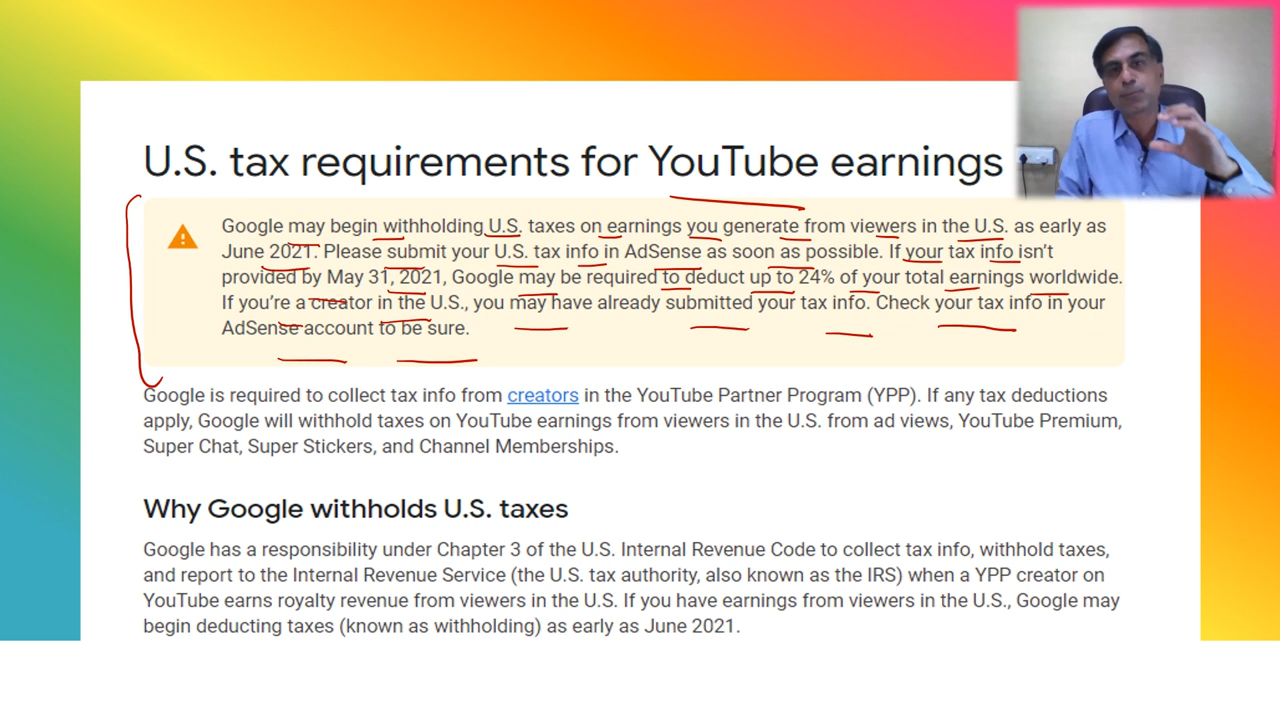 U.S. tax requirements for YouTube earnings
Google may begin withholding U.S. taxes on earnings you generate from viewers in the U.S. as early as
June 2021. Please submit your U.S. tax info in AdSense as soon as possible. If your tax info isn’t
provided by May 31, 2021, Google may be required to deduct up to 24% of your total earnings worldwide.
If you’re a creator in the U.S., you may have already submitted your tax info. Check your tax info in your
AdSense account to be sure.
Google is required to collect tax info from creators in the YouTube Partner Program (YPP). If any tax deductions
apply, Google will withhold taxes on YouTube earnings from viewers in the U.S. from ad views, YouTube Premium,
Super Chat, Super Stickers, and Channel Memberships.
Why Google withholds U.S. taxes
Google has a responsibility under Chapter 3 of the U.S. Internal Revenue Code to collect tax info, withhold taxes,
and report to the Internal Revenue Service (the U.S. tax authority, also known as the IRS) when a YPP creator on
YouTube earns royalty revenue from viewers in the U.S. If you have earnings from viewers in the U.S., Google may
begin deducting taxes (known as withholding) as early as June 2021.